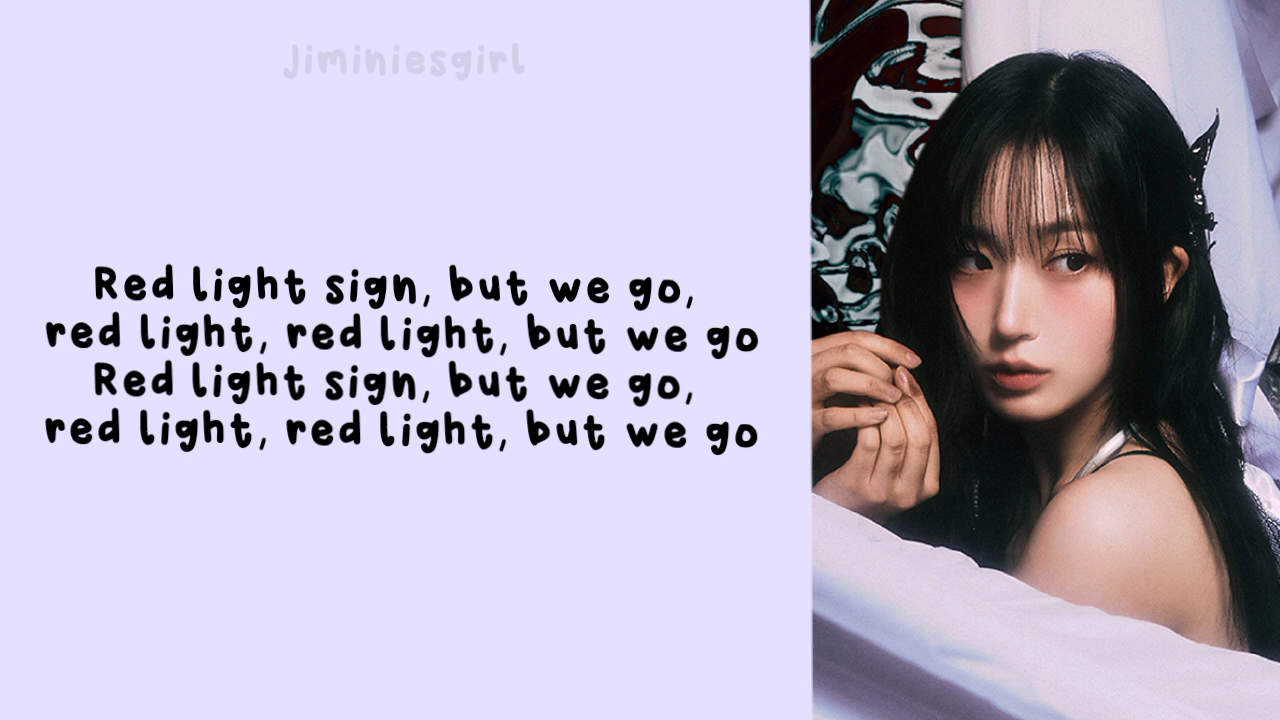 Jiminiesgirl
Red light sign, but we go,
red light, red light, but we go
Red light sign, but we go,
red light, red light, but we go